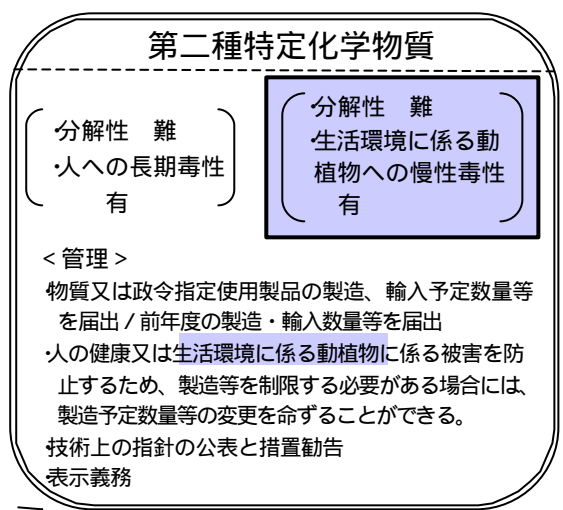 第二種特定化学物質
・分解性　難
・人への長期毒性
有
・分解性　難
・生活環境に係る動
植物への慢性毒性
有
<管理>
・物質又は政令指定使用製品の製造、輸入予定数量等
を届出/前年度の製造・輸入数量等を届出
・人の健康又は生活環境に係る動植物に係る被害を防
止するため、製造等を制限する必要がある場合には、
製造予定数量等の変更を命ずることができる。
・技術上の指針の公表と措置勧告
・表示義務